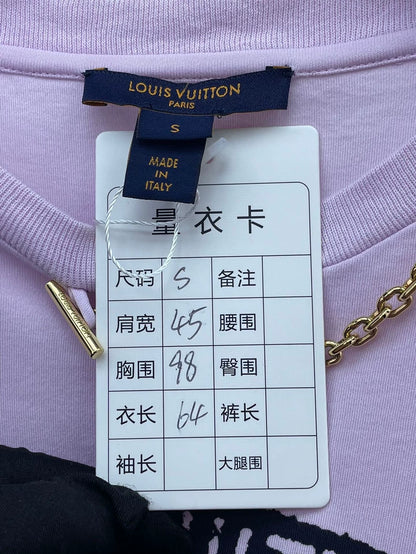 LOUIS VUITTON
PARIS
S
MADE IN
ITALY
量衣卡
尺码 S 备注
肩宽 45 腰围
胸围 98 臀围
衣长 64 裤长
袖长 大腿围